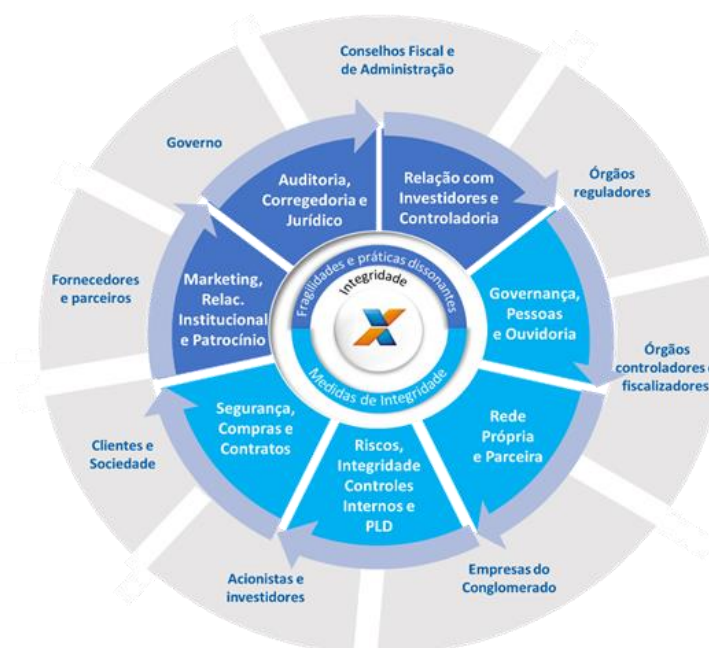 Conselhos Fiscal e
de Administração
Governo
Órgãos
reguladores
Auditoria,
Corregedoria e
Jurídico
Relação com
Investidores e
Controladoria
Fornecedores
e parceiros
Marketing,
Relac.
Institucional
e Patrocínio
Fragilidades e práticas dissonantes
Integridade
Medidas de Integridade
Governança,
Pessoas
e Ouvidoria
Órgãos
controladores e
fiscalizadores
Segurança,
Compras e
Contratos
Rede
Própria
e Parceira
Clientes e
Sociedade
Riscos,
Integridade
Controles
Internos e
PLD
Acionistas e
investidores
Empresas do
Conglomerado